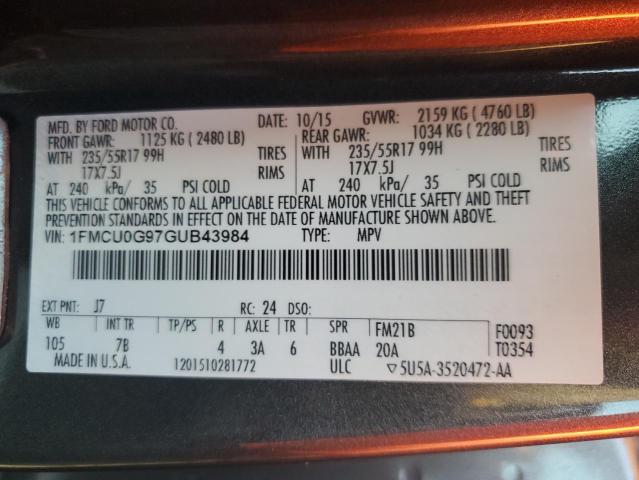 MFD. BY FORD MOTOR CO. DATE: 10/15 GVWR: 2159 KG ( 4760 LB)
FRONT GAWR: 1125 KG ( 2480 LB) REAR GAWR: 1034 KG ( 2280 LB)
WITH 235/55R17 99H TIRES WITH 235/55R17 99H TIRES
17X7.5J RIMS 17X7.5J RIMS
AT 240 kPa/ 35 PSI COLD AT 240 kPa/ 35 PSI COLD
THIS VEHICLE CONFORMS TO ALL APPLICABLE FEDERAL MOTOR VEHICLE SAFETY AND THEFT
PREVENTION STANDARDS IN EFFECT ON THE DATE OF MANUFACTURE SHOWN ABOVE.
VIN: 1FMCU0G97GUB43984 TYPE: MPV
EXT PNT: J7 RC: 24 DSO:
WB INT TR TP/PS R AXLE TR SPR FM21B F0093
105 7B 4 3A 6 BBAA 20A T0354
MADE IN U.S.A. 1201510281772 ULC ▽5U5A-3520472-AA